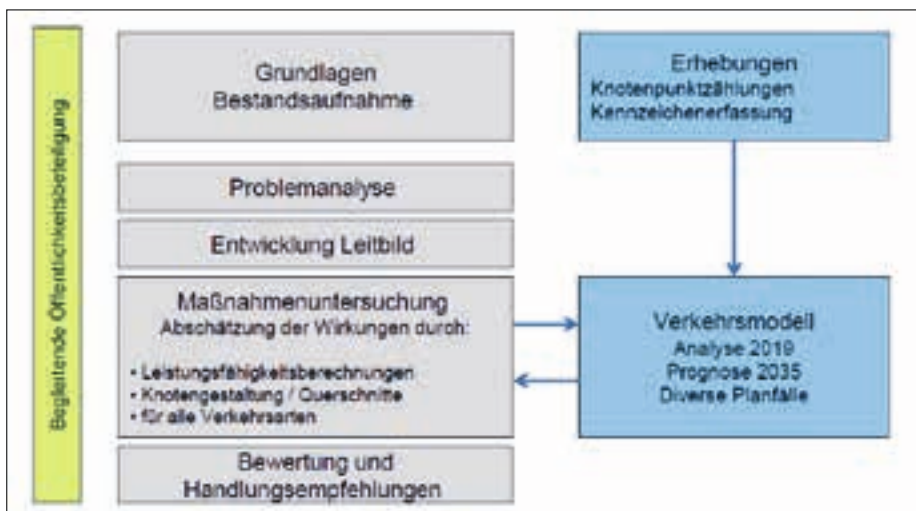 Begleitende Öffentlichkeitsbeteiligung
Grundlagen
Bestandsaufnahme
Problemanalyse
Entwicklung Leitbild
Maßnahmenuntersuchung
Abschätzung der Wirkungen durch:
• Leistungsfähigkeitsberechnungen
• Knotengestaltung / Querschnitte
• für alle Verkehrsarten
Bewertung und
Handlungsempfehlungen
Erhebungen
Knotenpunktzählungen
Kennzeichenerfassung
Verkehrsmodell
Analyse 2019
Prognose 2035
Diverse Planfälle